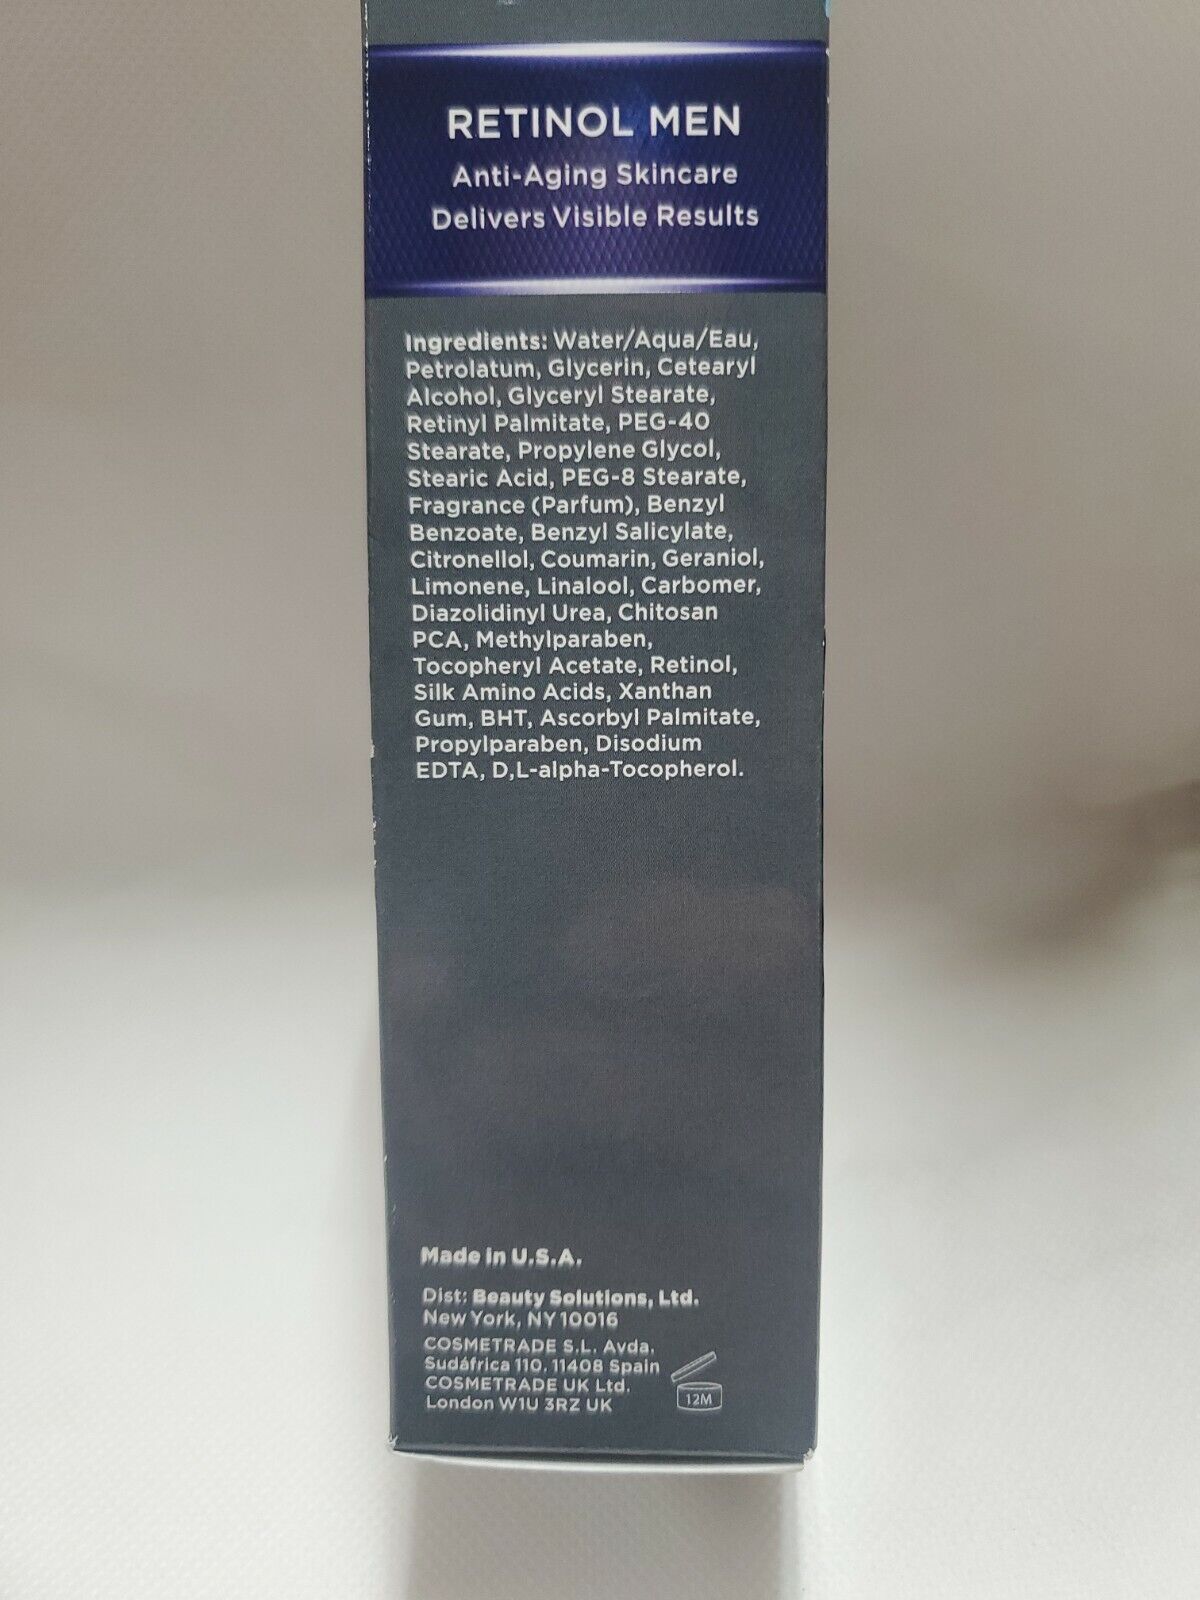 RETINOL MEN
Anti-Aging Skincare
Delivers Visible Results
Ingredients: Water/Aqua/Eau,
Petrolatum, Glycerin, Cetearyl
Alcohol, Glyceryl Stearate,
Retinyl Palmitate, PEG-40
Stearate, Propylene Glycol,
Stearic Acid, PEG-8 Stearate,
Fragrance (Parfum), Benzyl
Benzoate, Benzyl Salicylate,
Citronellol, Coumarin, Geraniol,
Limonene, Linalool, Carbomer,
Diazolidinyl Urea, Chitosan
PCA, Methylparaben,
Tocopheryl Acetate, Retinol,
Silk Amino Acids, Xanthan
Gum, BHT, Ascorbyl Palmitate,
Propylparaben, Disodium
EDTA, D,L-alpha-Tocopherol.
Made in U.S.A.
Dist: Beauty Solutions, Ltd.
New York, NY 10016
COSMETRADE S.L. Avda.
Sudáfrica 110. 11408 Spain
COSMETRADE UK Ltd.
London W1U 3RZ UK
12M